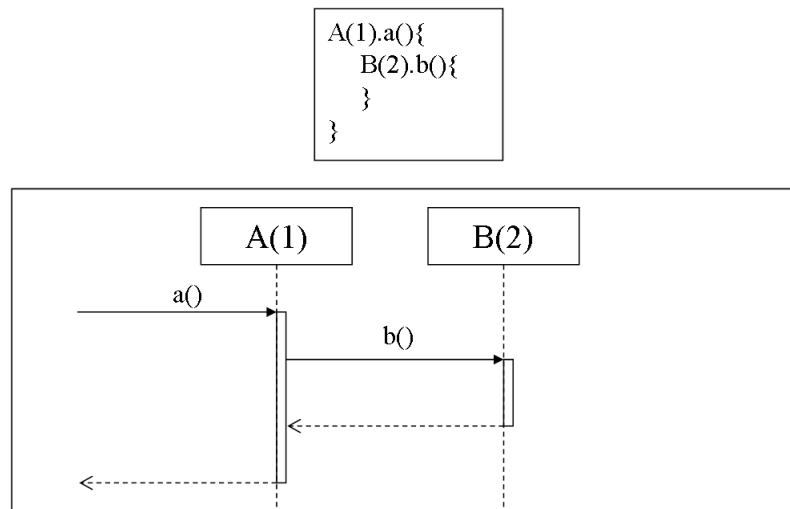 A(1).a(){
B(2).b(){
}
}
A(1)
B(2)
a()
b()